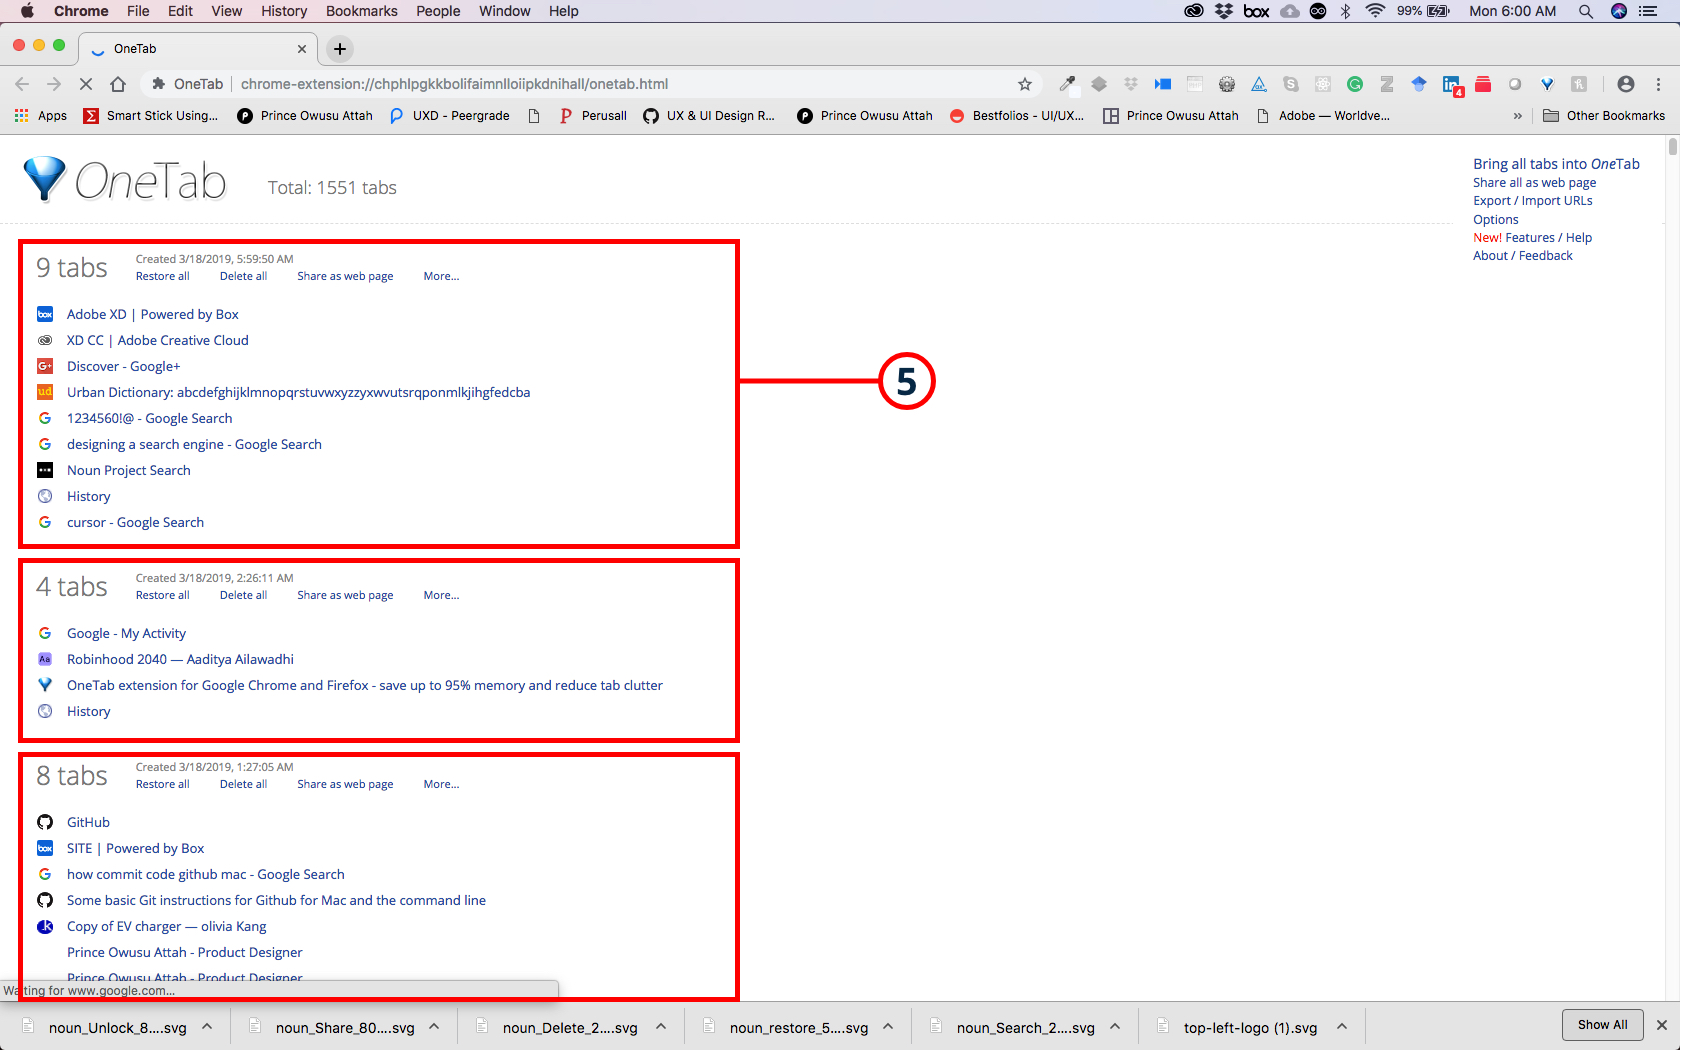 Chrome File Edit View History Bookmarks People Window Help box 99% Mon 6:00 AM
OneTab
OneTab chrome-extension://chphlpgkkbolifaimnlloiipkdnihall/onetab.html
Apps Smart Stick Using... Prince Owusu Attah UXD - Peergrade Perusall UX & UI Design R... Prince Owusu Attah Bestfolios - UI/UX... Prince Owusu Attah Adobe — Worldve... » Other Bookmarks
OneTab
Total: 1551 tabs
Bring all tabs into OneTab
Share all as web page
Export / Import URLs
Options
New! Features / Help
About / Feedback
9 tabs
Created 3/18/2019, 5:59:50 AM
Restore all Delete all Share as web page More...
box Adobe XD | Powered by Box
XD CC | Adobe Creative Cloud
G+ Discover - Google+
ud Urban Dictionary: abcdefghijklmnopqrstuvwxyzzyxwvutsrqponmlkjihgfedcba
G 1234560!@ - Google Search
G designing a search engine - Google Search
Noun Project Search
History
G cursor - Google Search
5
4 tabs
Created 3/18/2019, 2:26:11 AM
Restore all Delete all Share as web page More...
G Google - My Activity
Aa Robinhood 2040 — Aaditya Ailawadhi
OneTab extension for Google Chrome and Firefox - save up to 95% memory and reduce tab clutter
History
8 tabs
Created 3/18/2019, 1:27:05 AM
Restore all Delete all Share as web page More...
GitHub
box SITE | Powered by Box
G how commit code github mac - Google Search
Some basic Git instructions for Github for Mac and the command line
k Copy of EV charger — olivia Kang
Prince Owusu Attah - Product Designer
Prince Owusu Attah - Product Designer
Waiting for www.google.com...
noun_Unlock_8....svg noun_Share_80....svg noun_Delete_2....svg noun_restore_5....svg noun_Search_2....svg top-left-logo (1).svg Show All